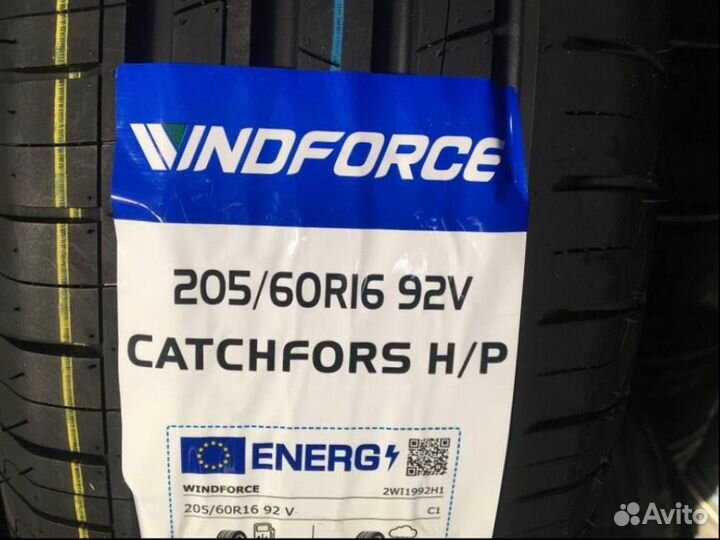 WINDFORCE
205/60R16 92V
CATCHFORS H/P
ENERG
WINDFORCE 2WI1992H1
205/60R16 92 V C1
Avito